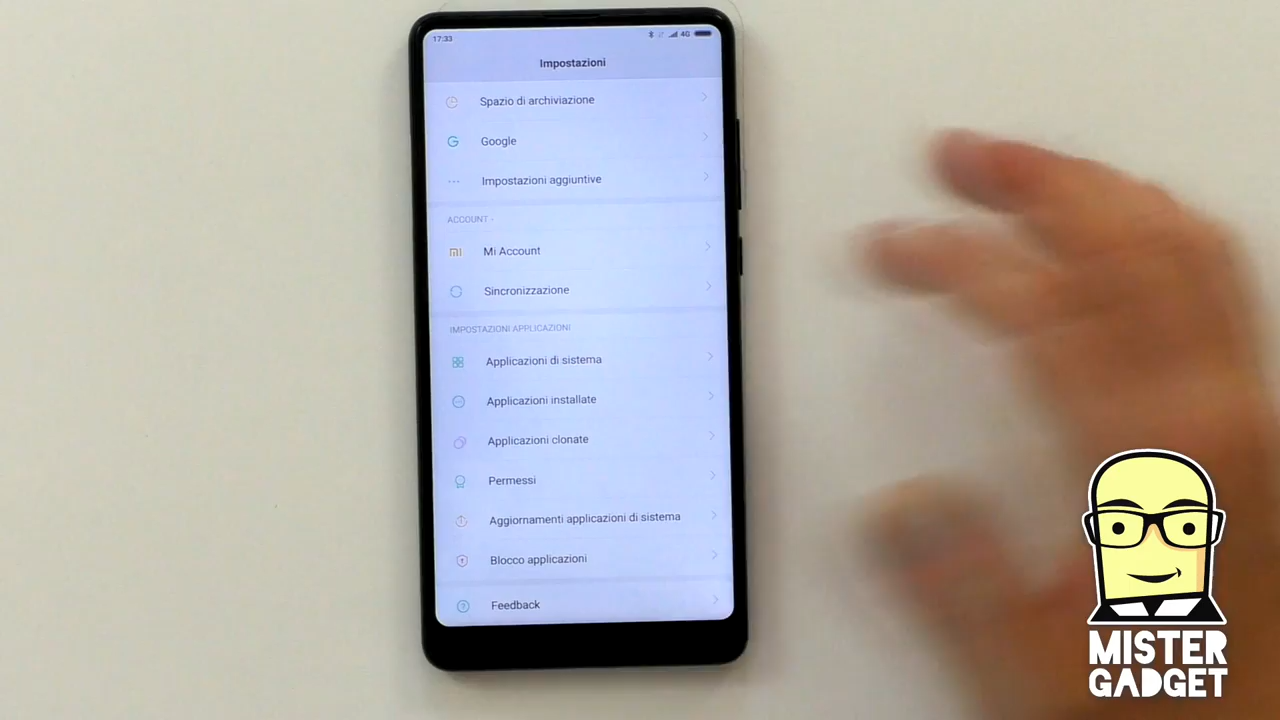 17:33
4G
Impostazioni
Spazio di archiviazione
Google
Impostazioni aggiuntive
ACCOUNT -
mi Mi Account
Sincronizzazione
IMPOSTAZIONI APPLICAZIONI
Applicazioni di sistema
Applicazioni installate
Applicazioni clonate
Permessi
Aggiornamenti applicazioni di sistema
Blocco applicazioni
Feedback
MISTER
GADGET